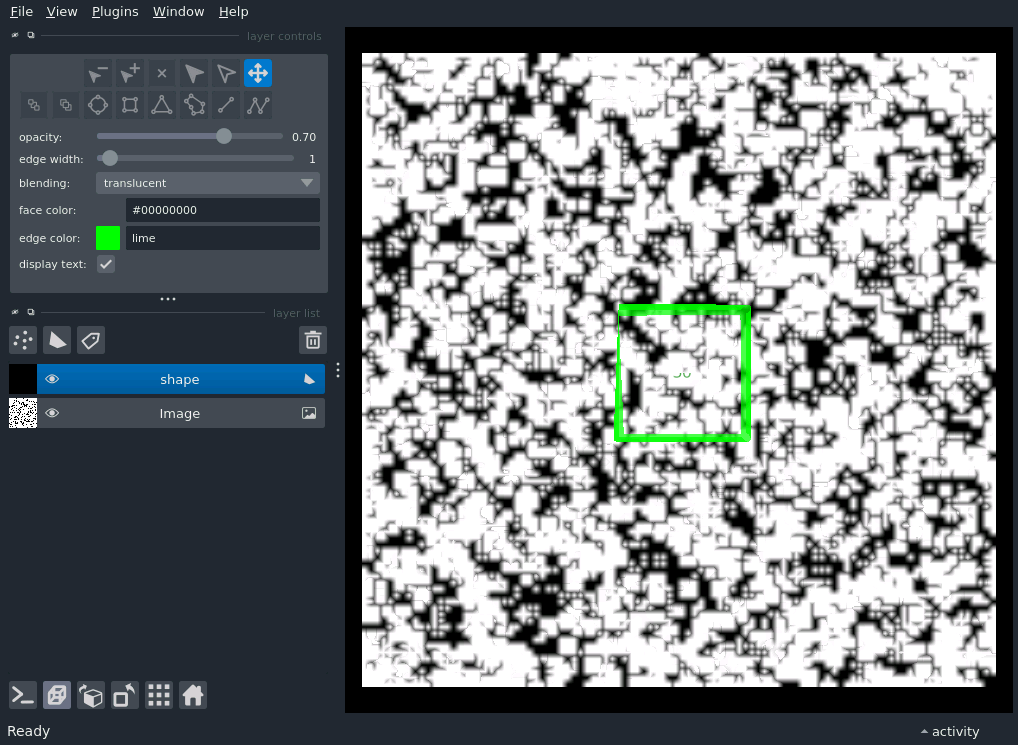 File View Plugins Window Help
layer controls
opacity: 0.70
edge width: 1
blending: translucent
face color: #00000000
edge color: lime
display text:
layer list
shape
Image
Ready
activity